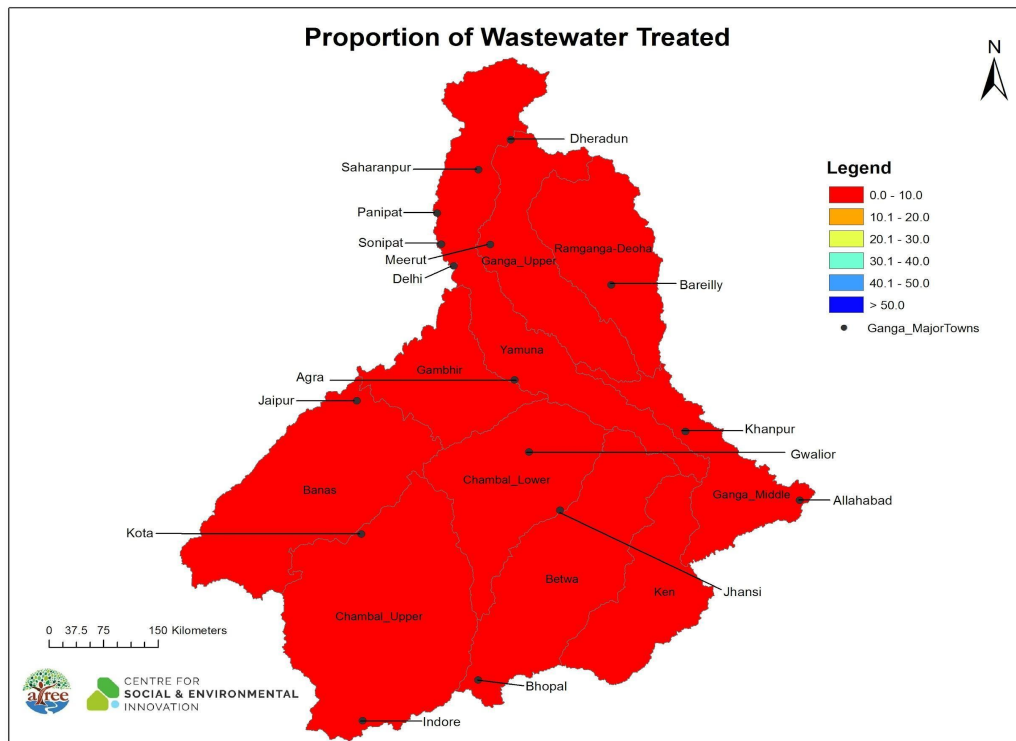 Proportion of Wastewater Treated
N
Dheradun
Saharanpur
Panipat
Sonipat
Meerut
Delhi
Ramganga-Deoha
Ganga_Upper
Bareilly
Yamuna
Gambhir
Agra
Jaipur
Khanpur
Gwalior
Chambal_Lower
Banas
Ganga_Middle
Allahabad
Kota
Betwa
Ken
Jhansi
Chambal_Upper
Bhopal
Indore
Legend
0.0 - 10.0
10.1 - 20.0
20.1 - 30.0
30.1 - 40.0
40.1 - 50.0
> 50.0
Ganga_MajorTowns
0 37.5 75 150 Kilometers
atree
CENTRE FOR
SOCIAL & ENVIRONMENTAL
INNOVATION